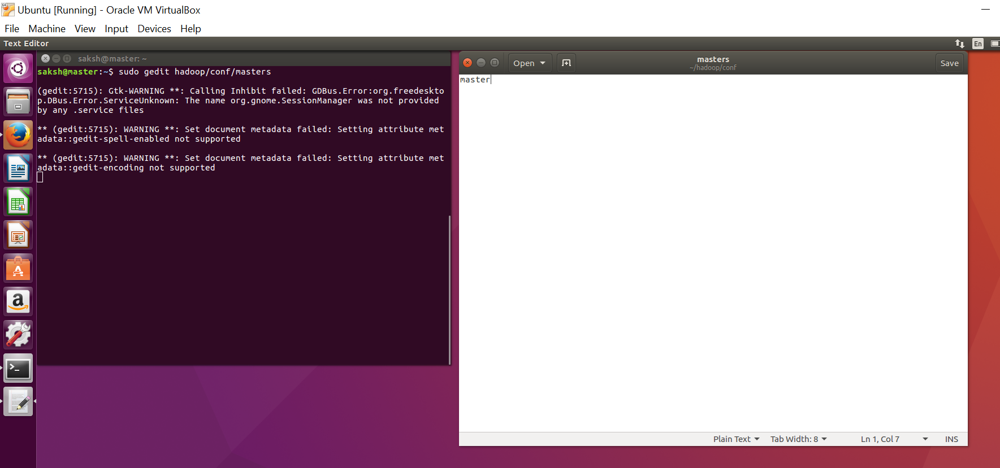 Ubuntu [Running] - Oracle VM VirtualBox
File Machine View Input Devices Help
Text Editor
En
saksh@master: ~
saksh@master:~$ sudo gedit hadoop/conf/masters
(gedit:5715): Gtk-WARNING **: Calling Inhibit failed: GDBus.Error:org.freedeskto
p.DBus.Error.ServiceUnknown: The name org.gnome.SessionManager was not provided
by any .service files
** (gedit:5715): WARNING **: Set document metadata failed: Setting attribute met
adata::gedit-spell-enabled not supported
** (gedit:5715): WARNING **: Set document metadata failed: Setting attribute met
adata::gedit-encoding not supported
Open
masters
~/hadoop/conf
Save
master
Plain Text Tab Width: 8 Ln 1, Col 7 INS